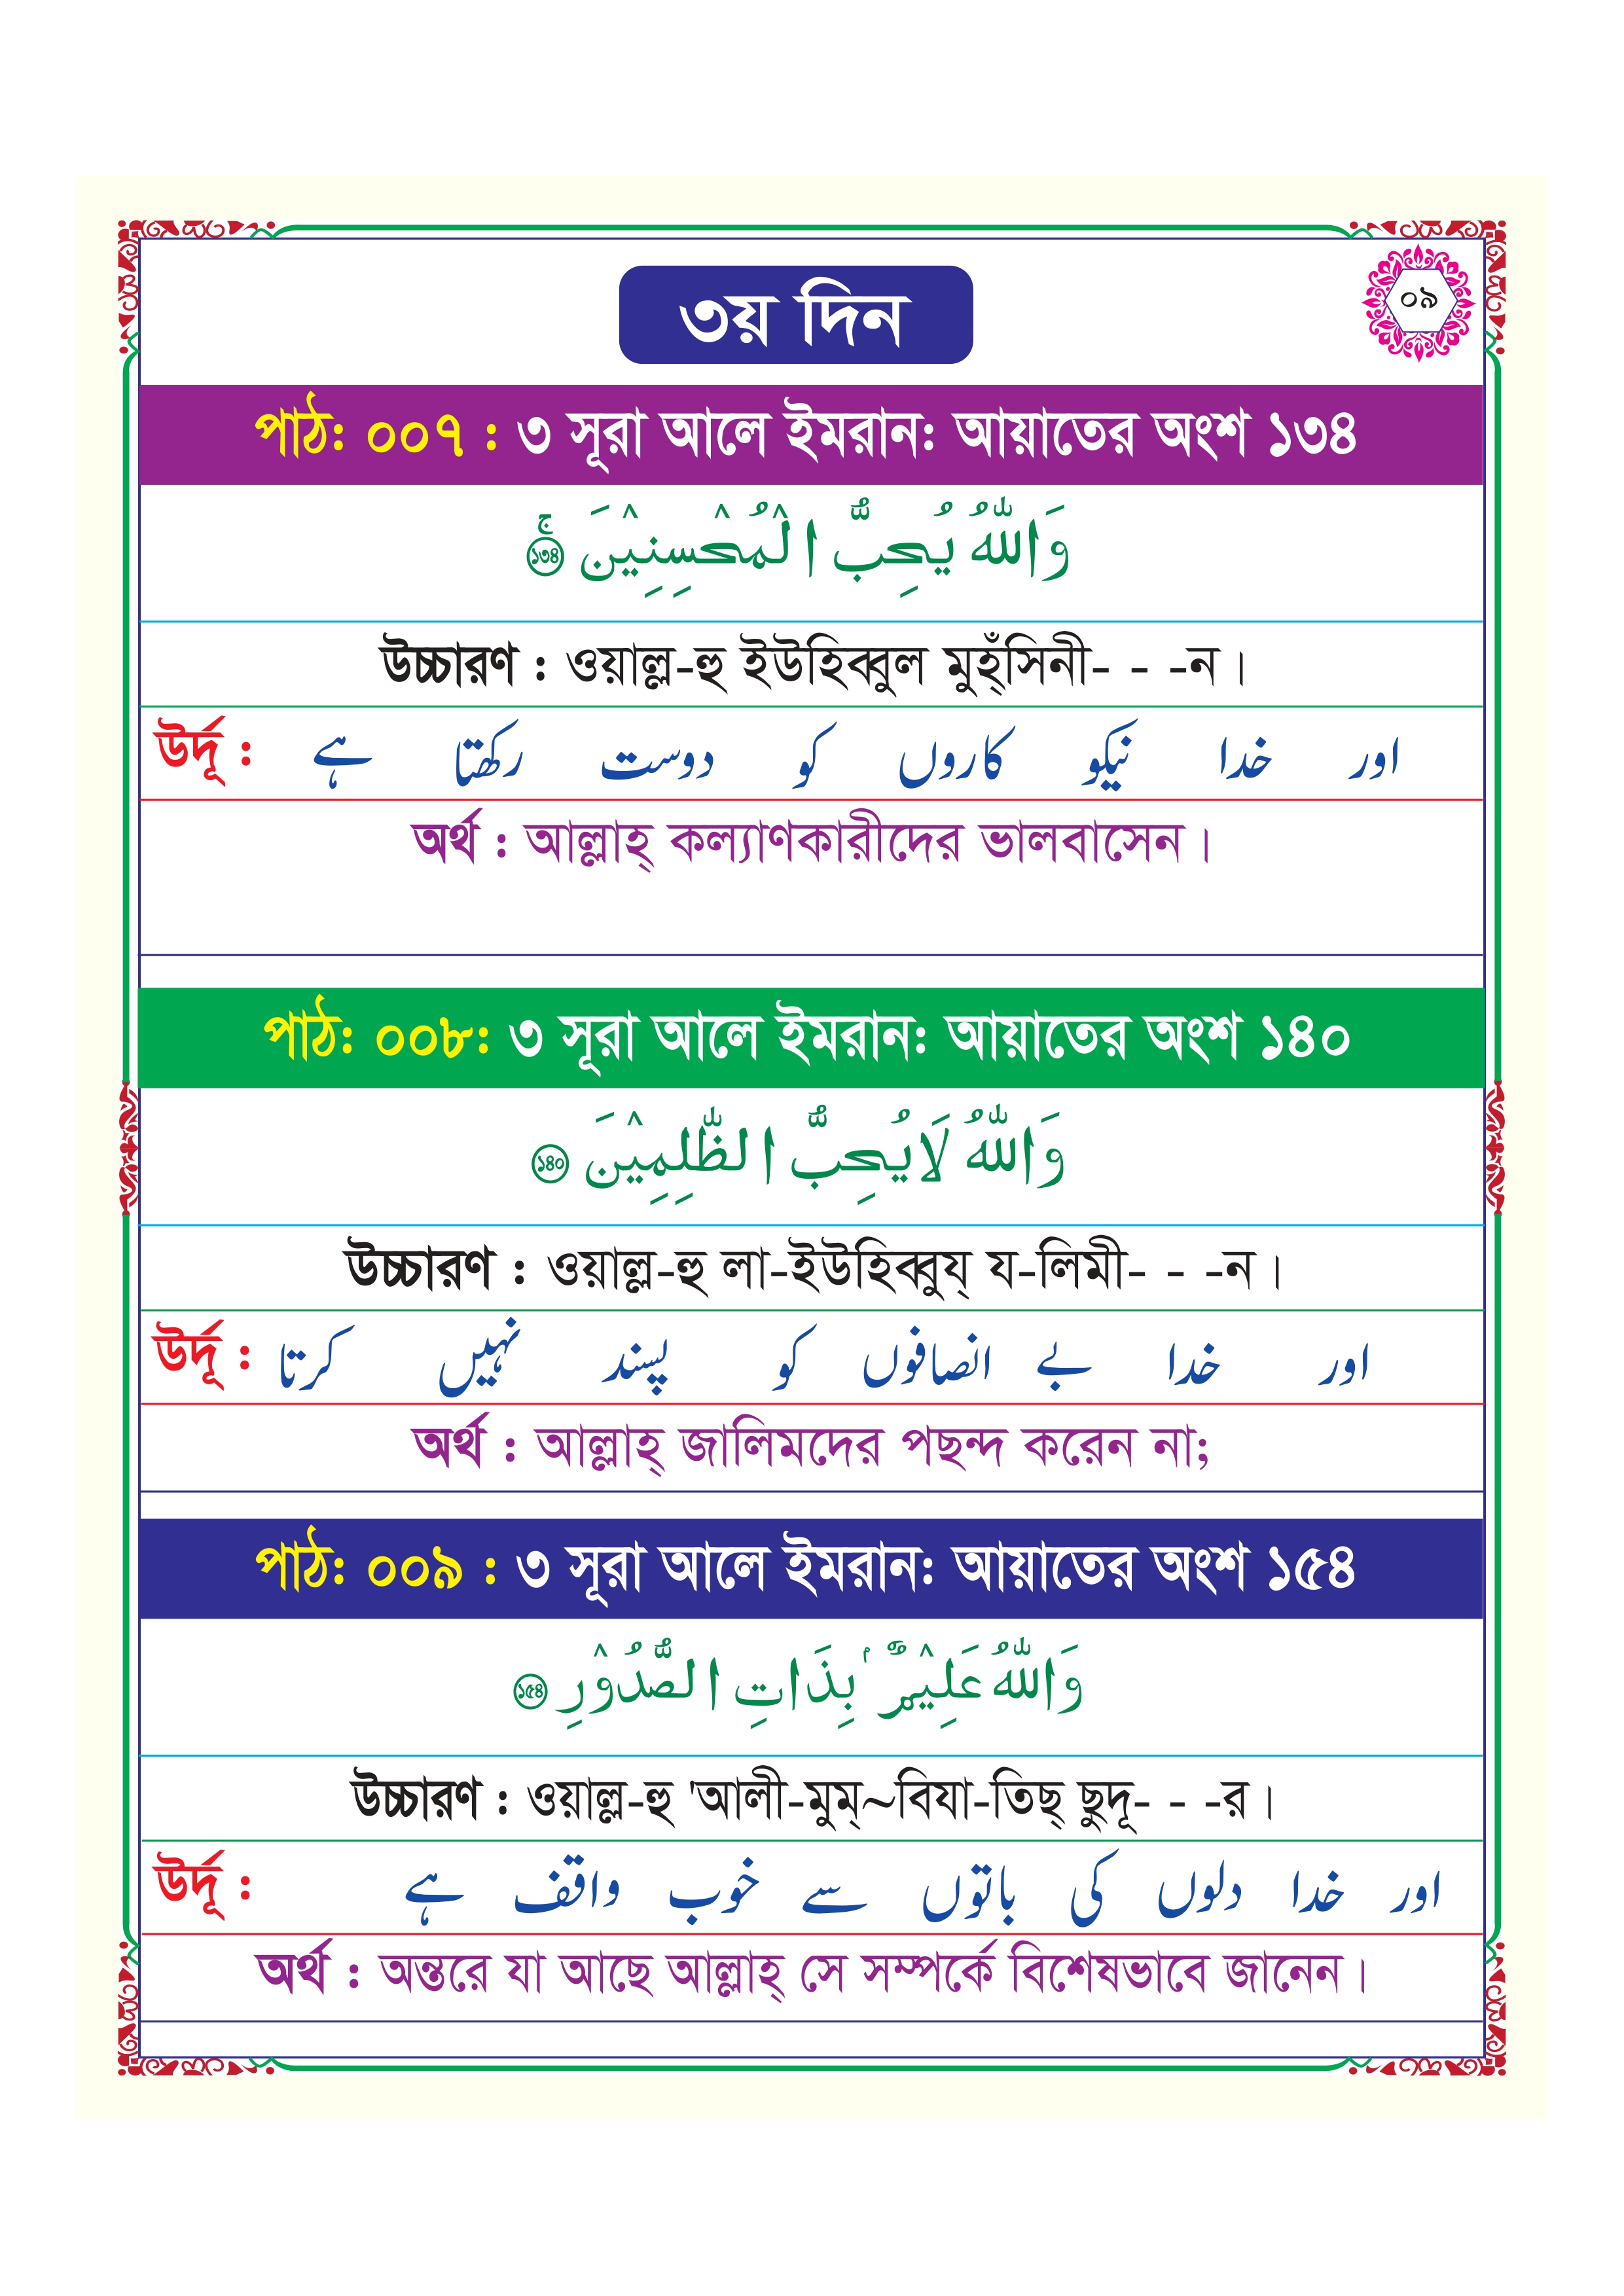 ৩য় দিন
০৯
পাঠ: ০০৭ : ৩ সূরা আলে ইমরান: আয়াতের অংশ ১৩৪
وَاللّٰهُ يُحِبُّ الْمُحْسِنِيْنَ ۚ ১৩৪
উচ্চারণ : ওয়াল্ল-হু ইউহিব্বুল মুহ্ঁসিনী- - -ন।
উর্দূ : اور خدا نیکو کاروں کو دوست رکھتا ہے
অর্থ : আল্লাহ্ কল্যাণকারীদের ভালবাসেন।
পাঠ: ০০৮: ৩ সূরা আলে ইমরান: আয়াতের অংশ ১৪০
وَاللّٰهُ لَا يُحِبُّ الظّٰلِمِيْنَ ১৪০
উচ্চারণ : ওয়াল্ল-হু লা-ইউহিব্বুয্ য-লিমী- - -ন।
উর্দূ : اور خدا بے انصافوں کو پسند نہیں کرتا
অর্থ : আল্লাহ্ জালিমদের পছন্দ করেন না;
পাঠ: ০০৯ : ৩ সূরা আলে ইমরান: আয়াতের অংশ ১৫৪
وَاللّٰهُ عَلِيْمٌۢ بِذَاتِ الصُّدُوْرِ ১৫৪
উচ্চারণ : ওয়াল্ল-হু 'আলী-মুম্~বিযা-তিছ্ ছুদূ- - -র।
উর্দূ : اور خدا دلوں کی باتوں سے خوب واقف ہے
অর্থ : অন্তরে যা আছে আল্লাহ্ সে সম্পর্কে বিশেষভাবে জানেন।